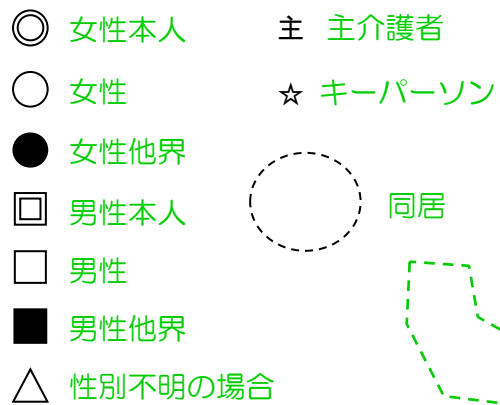 女性本人
女性
女性他界
男性本人
男性
男性他界
性別不明の場合
主 主介護者
☆ キーパーソン
同居